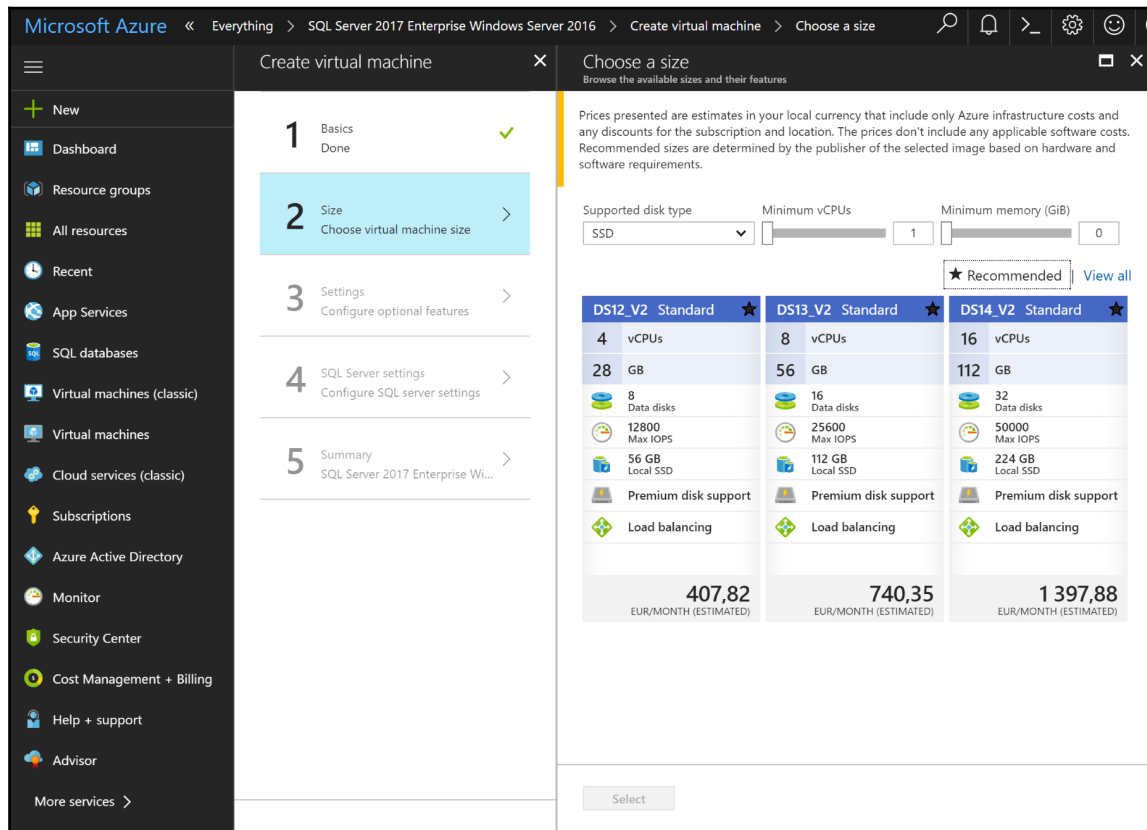 Microsoft Azure « Everything > SQL Server 2017 Enterprise Windows Server 2016 > Create virtual machine > Choose a size
New
Dashboard
Resource groups
All resources
Recent
App Services
SQL databases
Virtual machines (classic)
Virtual machines
Cloud services (classic)
Subscriptions
Azure Active Directory
Monitor
Security Center
Cost Management + Billing
Help + support
Advisor
More services >
Create virtual machine
1 Basics
Done
2 Size
Choose virtual machine size
3 Settings
Configure optional features
4 SQL Server settings
Configure SQL server settings
5 Summary
SQL Server 2017 Enterprise Wi...
Choose a size
Browse the available sizes and their features
Prices presented are estimates in your local currency that include only Azure infrastructure costs and
any discounts for the subscription and location. The prices don't include any applicable software costs.
Recommended sizes are determined by the publisher of the selected image based on hardware and
software requirements.
Supported disk type Minimum vCPUs Minimum memory (GiB)
SSD 1 0
★ Recommended | View all
DS12_V2 Standard ★
4 vCPUs
28 GB
8
Data disks
12800
Max IOPS
56 GB
Local SSD
Premium disk support
Load balancing
407,82
EUR/MONTH (ESTIMATED)
DS13_V2 Standard ★
8 vCPUs
56 GB
16
Data disks
25600
Max IOPS
112 GB
Local SSD
Premium disk support
Load balancing
740,35
EUR/MONTH (ESTIMATED)
DS14_V2 Standard ★
16 vCPUs
112 GB
32
Data disks
50000
Max IOPS
224 GB
Local SSD
Premium disk support
Load balancing
1 397,88
EUR/MONTH (ESTIMATED)
Select